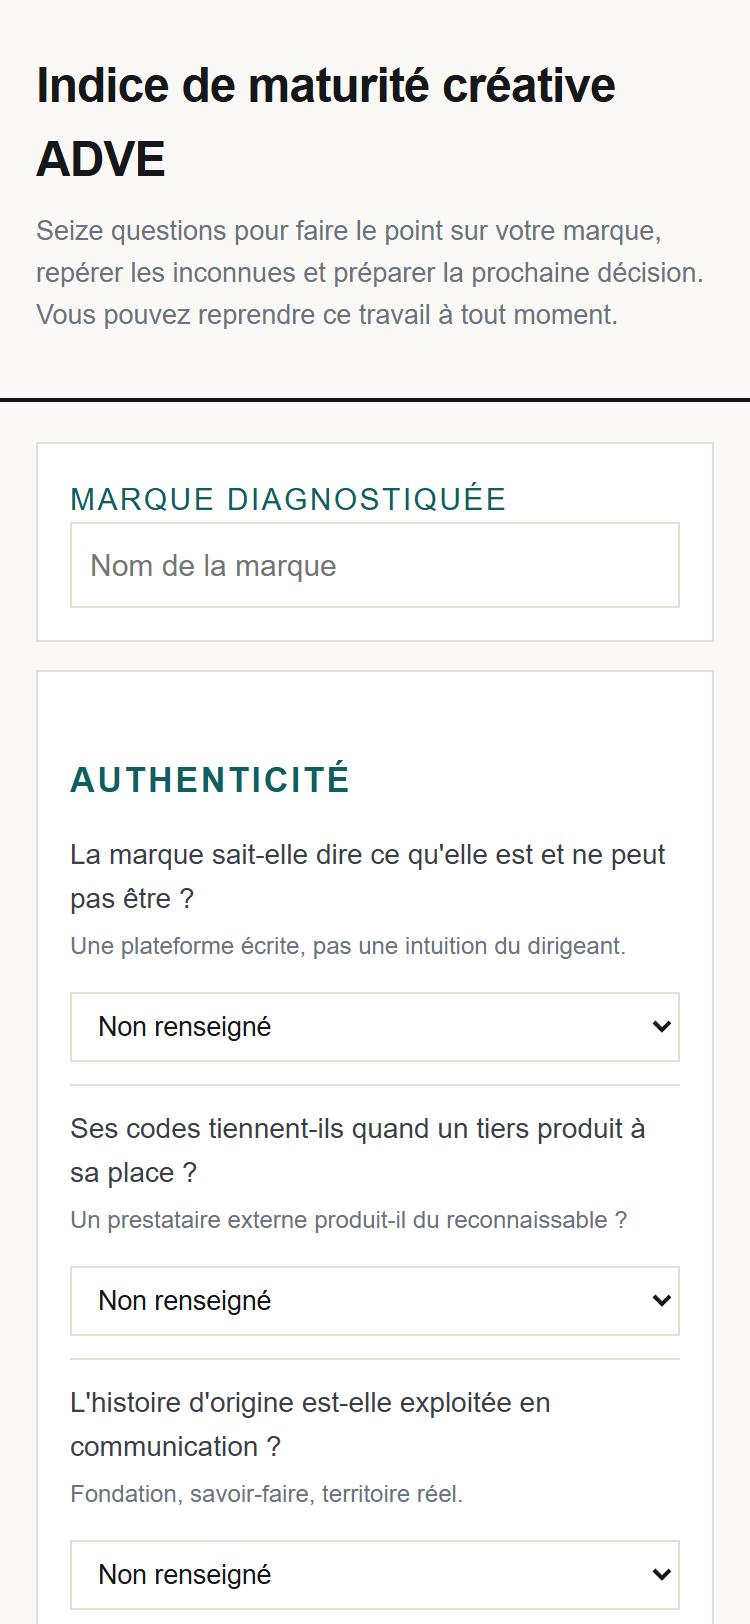 Indice de maturité créative
ADVE
Seize questions pour faire le point sur votre marque,
repérer les inconnues et préparer la prochaine décision.
Vous pouvez reprendre ce travail à tout moment.
MARQUE DIAGNOSTIQUÉE
Nom de la marque
AUTHENTICITÉ
La marque sait-elle dire ce qu'elle est et ne peut
pas être ?
Une plateforme écrite, pas une intuition du dirigeant.
Non renseigné
Ses codes tiennent-ils quand un tiers produit à
sa place ?
Un prestataire externe produit-il du reconnaissable ?
Non renseigné
L'histoire d'origine est-elle exploitée en
communication ?
Fondation, savoir-faire, territoire réel.
Non renseigné